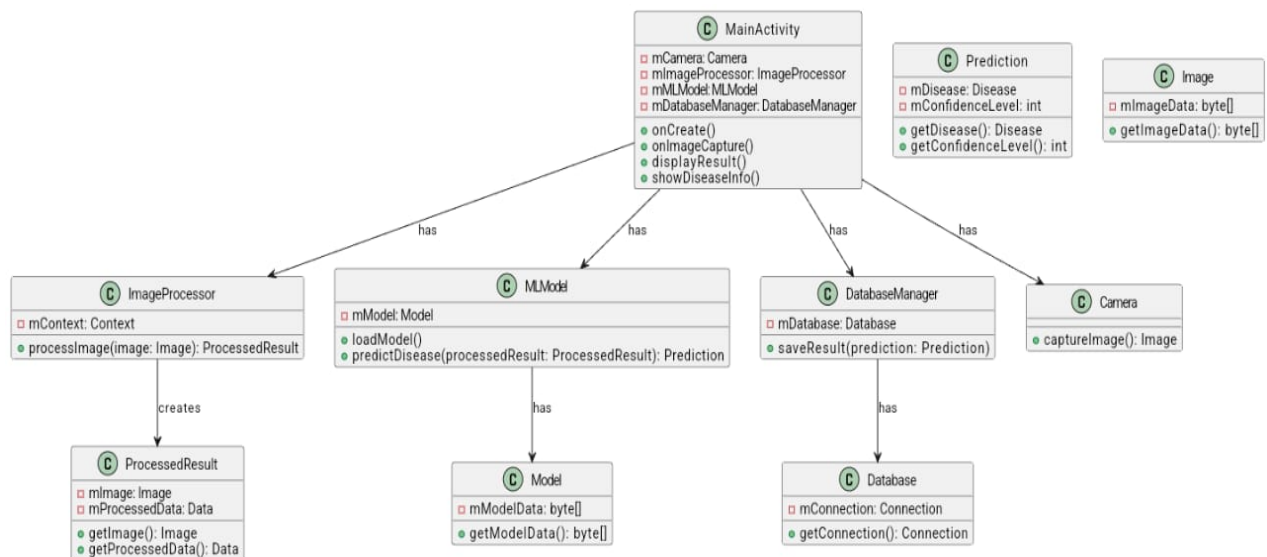 C MainActivity
mCamera: Camera
mImageProcessor: ImageProcessor
mMLModel: MLModel
mDatabaseManager: DatabaseManager
onCreate()
onImageCapture()
displayResult()
showDiseaseInfo()
C Prediction
mDisease: Disease
mConfidenceLevel: int
getDisease(): Disease
getConfidenceLevel(): int
C Image
mImageData: byte[]
getImageData(): byte[]
has
has
has
has
C ImageProcessor
mContext: Context
processImage(image: Image): ProcessedResult
C MLModel
mModel: Model
loadModel()
predictDisease(processedResult: ProcessedResult): Prediction
C DatabaseManager
mDatabase: Database
saveResult(prediction: Prediction)
C Camera
captureImage(): Image
creates
has
has
C ProcessedResult
mImage: Image
mProcessedData: Data
getImage(): Image
getProcessedData(): Data
C Model
mModelData: byte[]
getModelData(): byte[]
C Database
mConnection: Connection
getConnection(): Connection